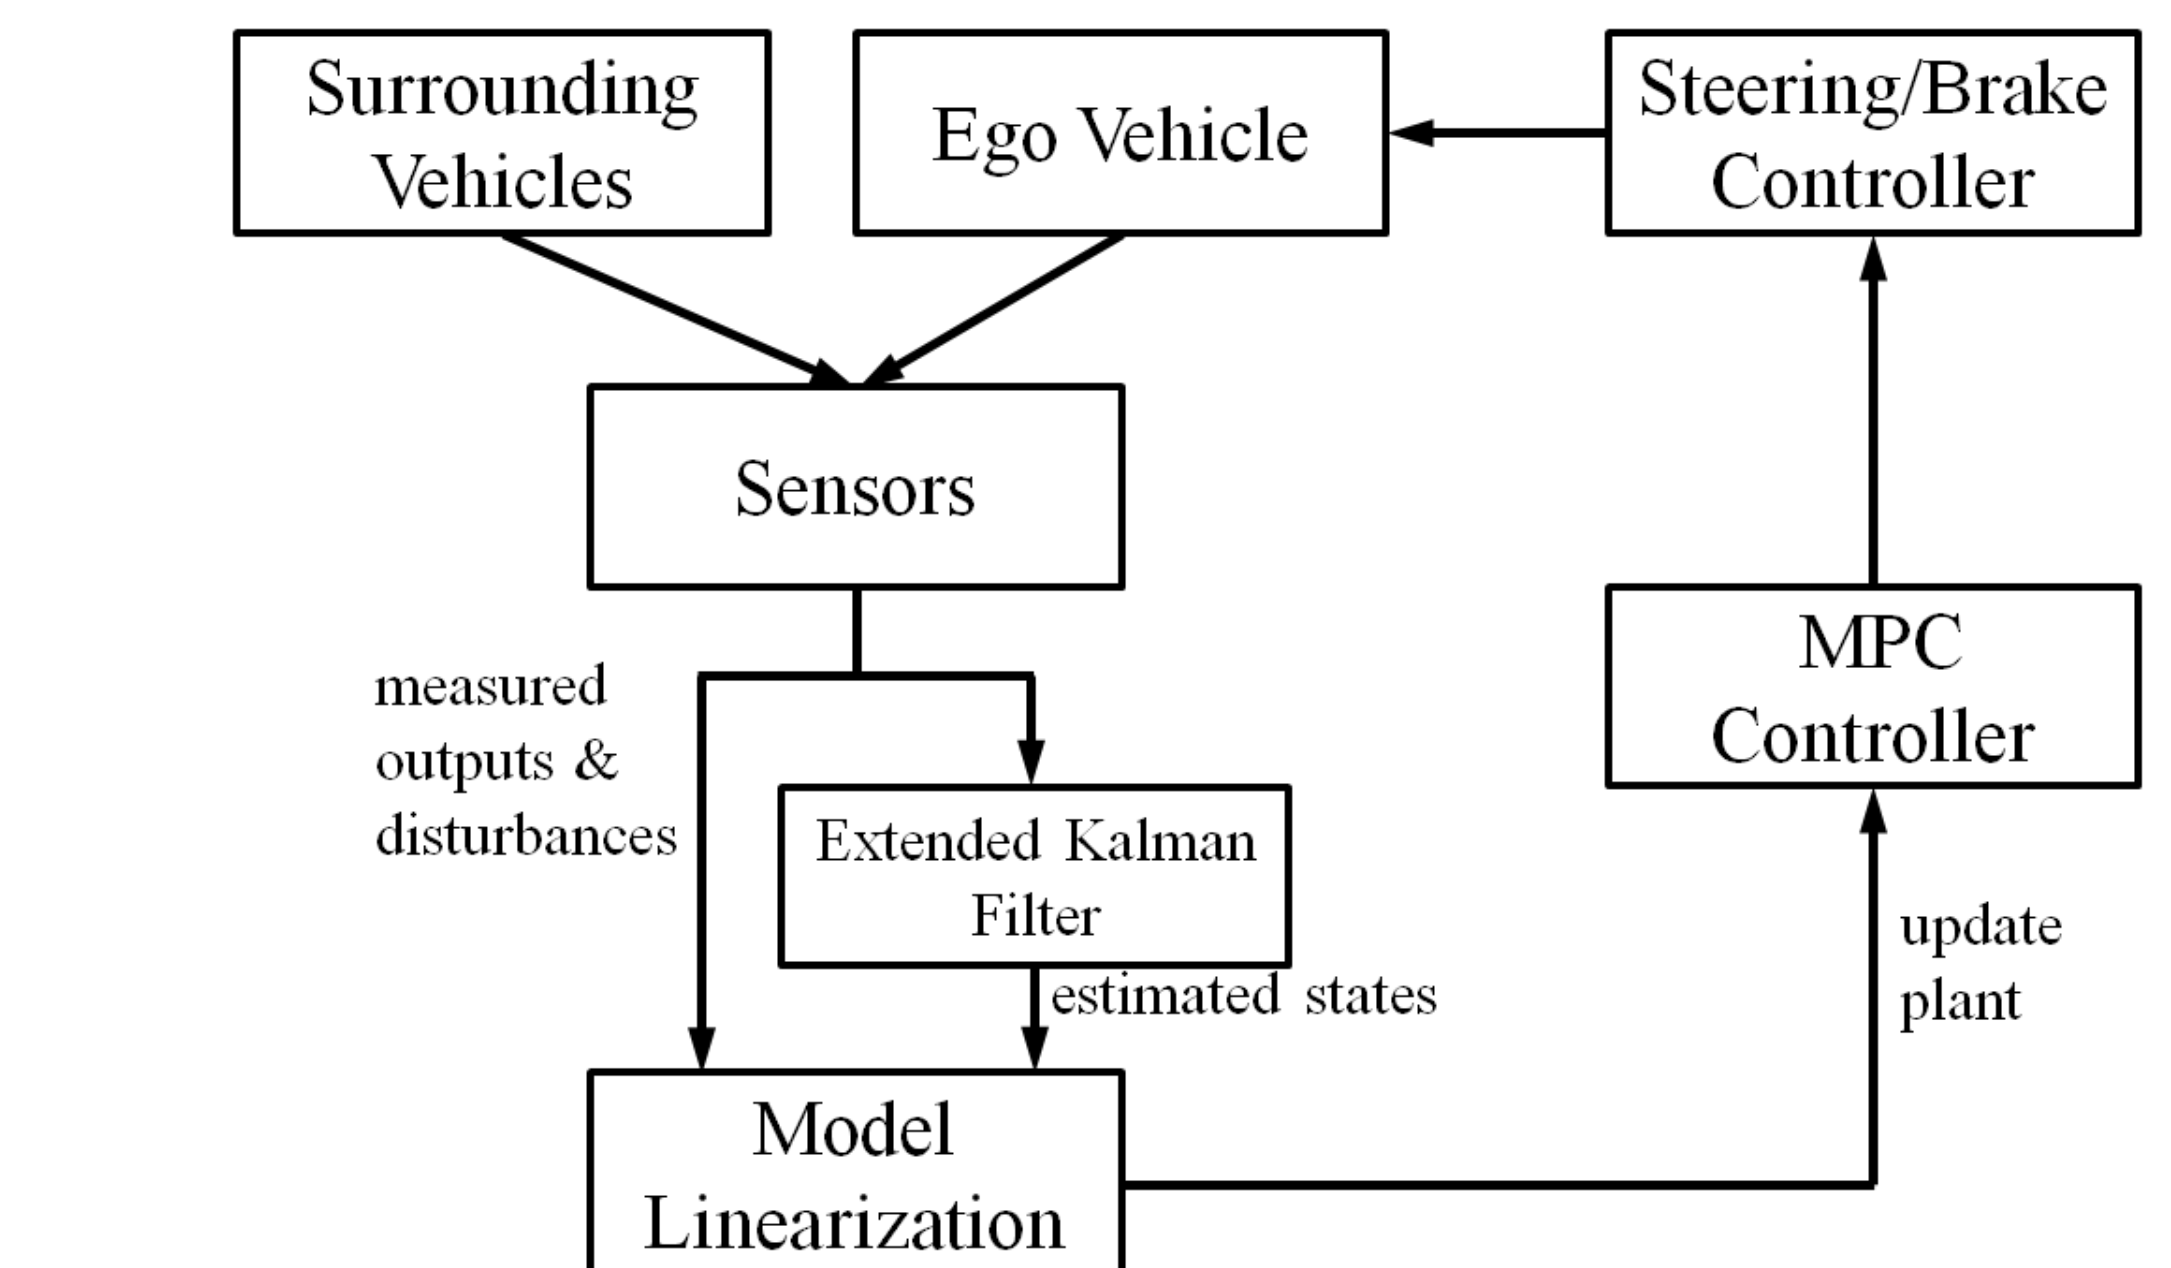 Surrounding
Vehicles
Ego Vehicle
Steering/Brake
Controller
Sensors
measured
outputs &
disturbances
MPC
Controller
Extended Kalman
Filter
estimated states
update
plant
Model
Linearization